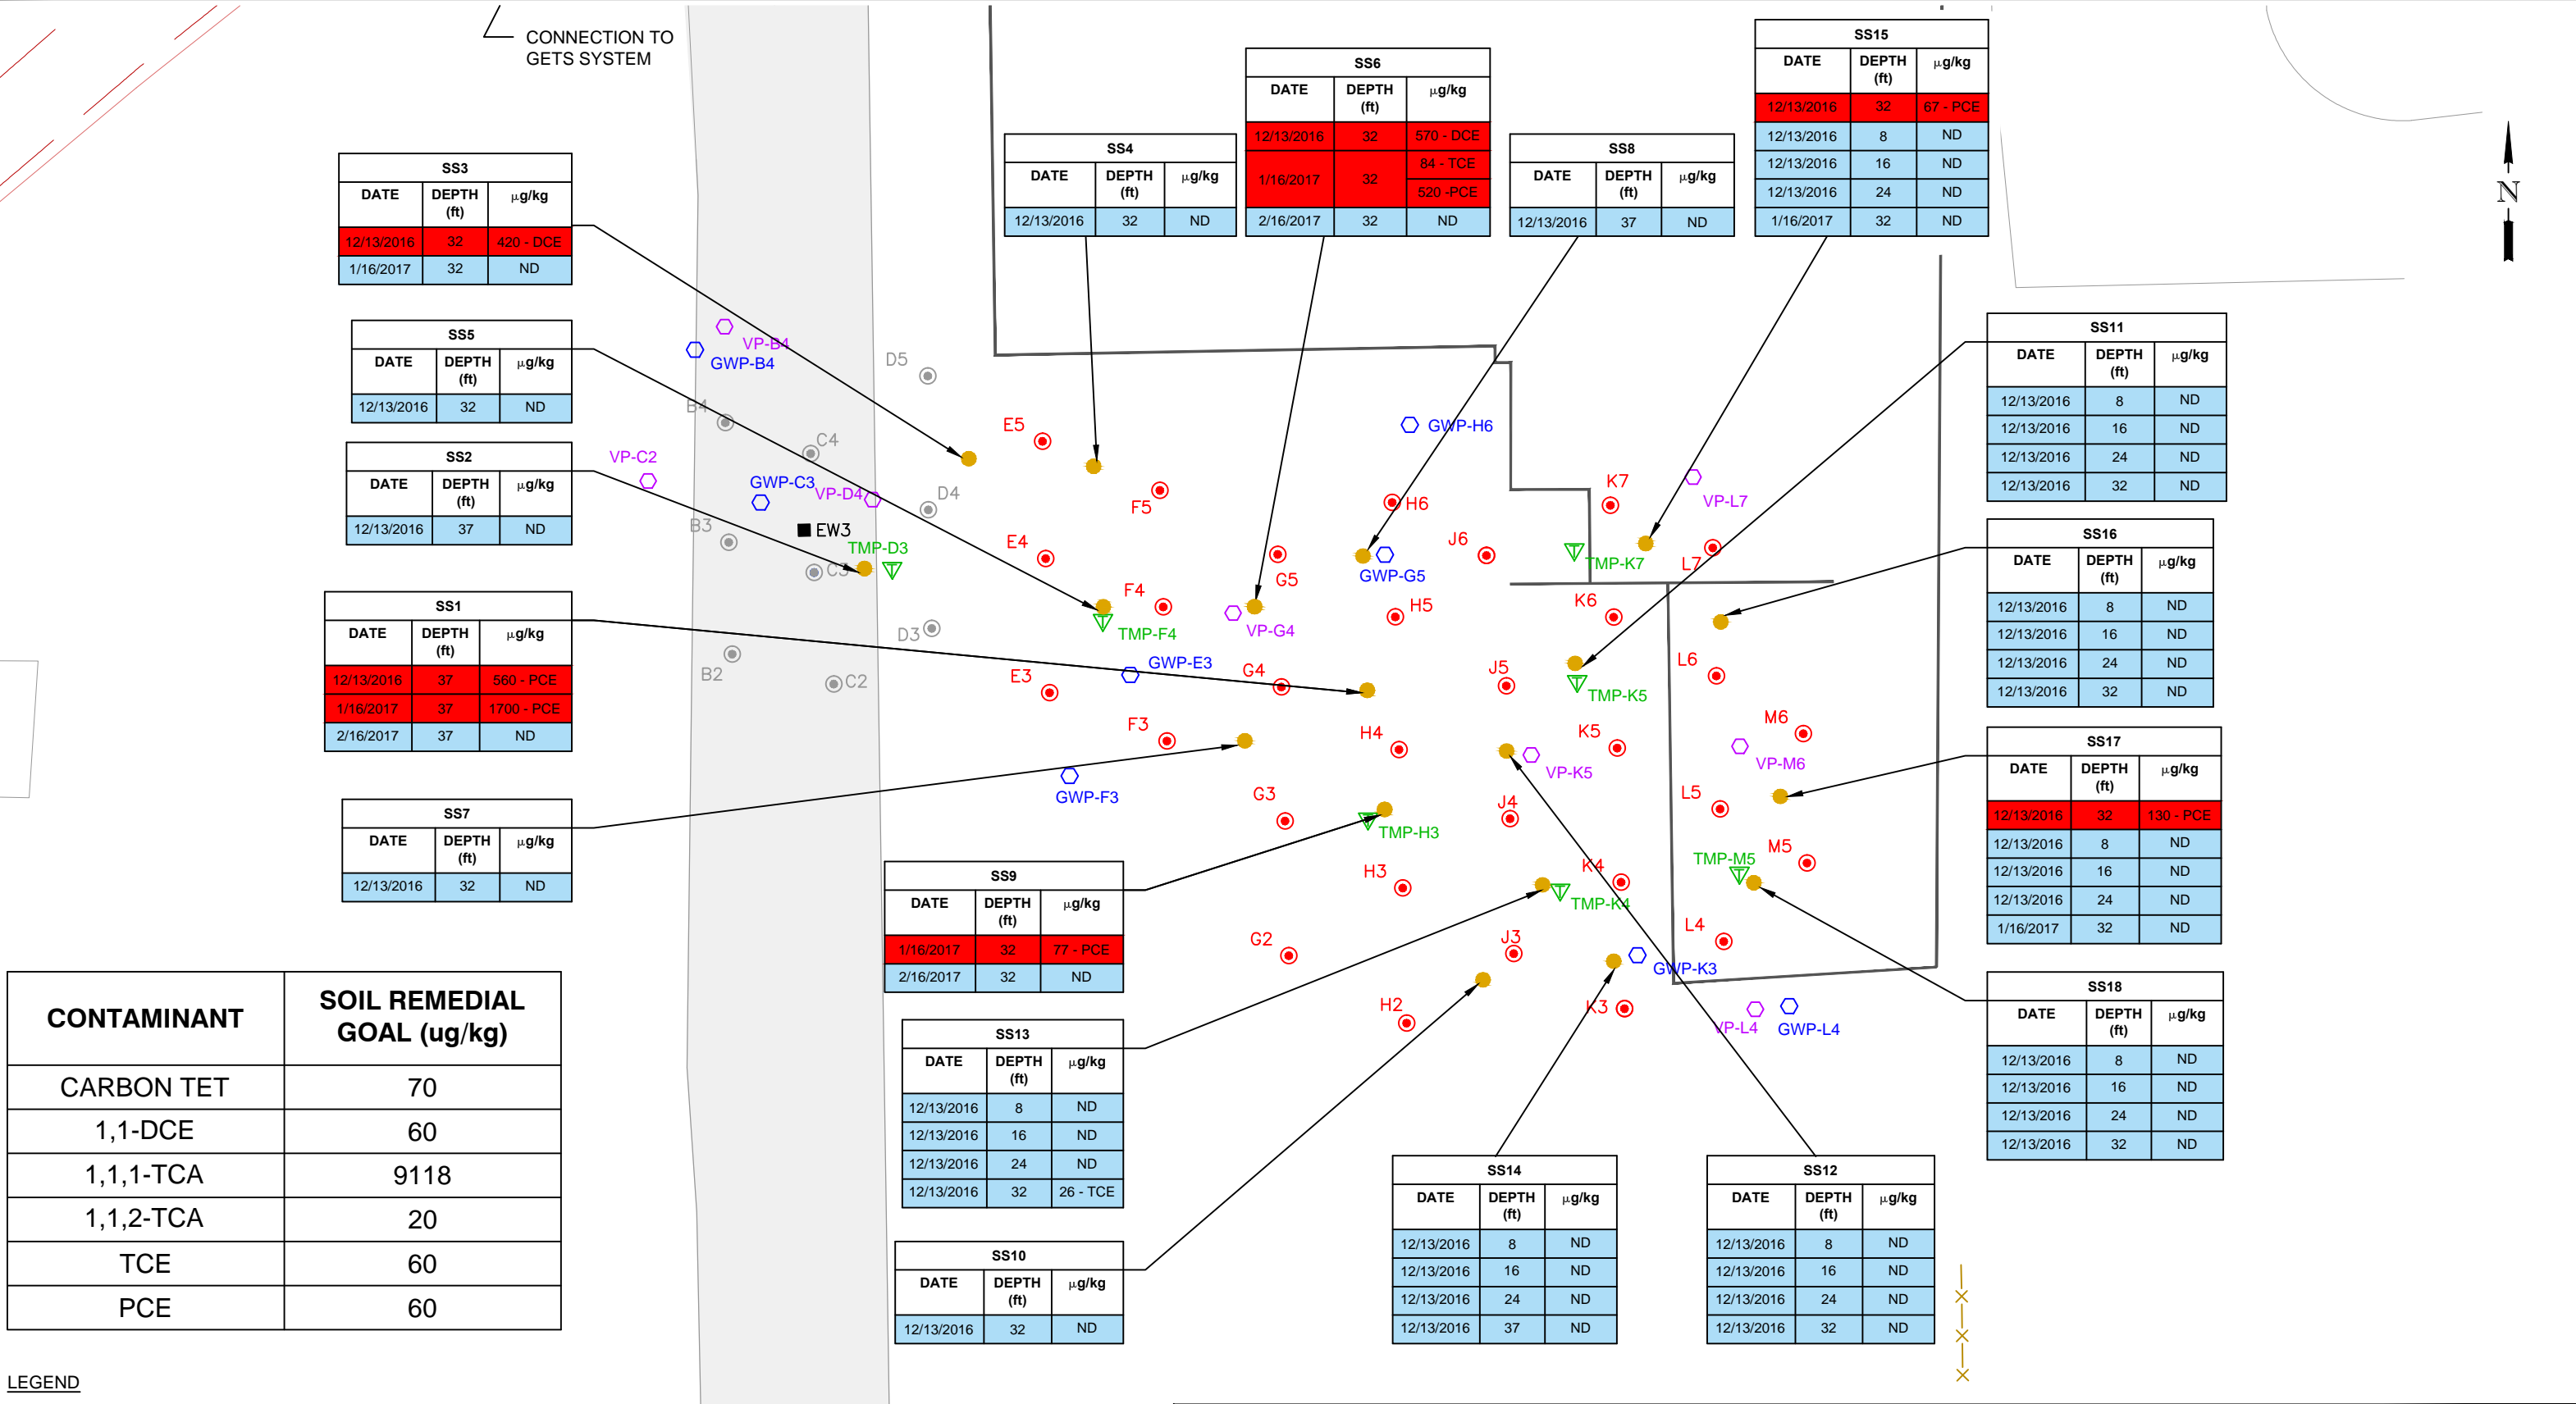 CONNECTION TO
GETS SYSTEM
SS3
DATE DEPTH (ft) µg/kg
12/13/2016 32 420 - DCE
1/16/2017 32 ND
SS5
DATE DEPTH (ft) µg/kg
12/13/2016 32 ND
SS2
DATE DEPTH (ft) µg/kg
12/13/2016 37 ND
SS1
DATE DEPTH (ft) µg/kg
12/13/2016 37 560 - PCE
1/16/2017 37 1700 - PCE
2/16/2017 37 ND
SS7
DATE DEPTH (ft) µg/kg
12/13/2016 32 ND
SS4
DATE DEPTH (ft) µg/kg
12/13/2016 32 ND
SS6
DATE DEPTH (ft) µg/kg
12/13/2016 32 570 - DCE
1/16/2017 32 84 - TCE
520 -PCE
2/16/2017 32 ND
SS8
DATE DEPTH (ft) µg/kg
12/13/2016 37 ND
SS15
DATE DEPTH (ft) µg/kg
12/13/2016 32 67 - PCE
12/13/2016 8 ND
12/13/2016 16 ND
12/13/2016 24 ND
1/16/2017 32 ND
N
SS11
DATE DEPTH (ft) µg/kg
12/13/2016 8 ND
12/13/2016 16 ND
12/13/2016 24 ND
12/13/2016 32 ND
SS16
DATE DEPTH (ft) µg/kg
12/13/2016 8 ND
12/13/2016 16 ND
12/13/2016 24 ND
12/13/2016 32 ND
SS17
DATE DEPTH (ft) µg/kg
12/13/2016 32 130 - PCE
12/13/2016 8 ND
12/13/2016 16 ND
12/13/2016 24 ND
1/16/2017 32 ND
SS18
DATE DEPTH (ft) µg/kg
12/13/2016 8 ND
12/13/2016 16 ND
12/13/2016 24 ND
12/13/2016 32 ND
VP-B4
GWP-B4
D5
B4
C4
VP-C2
GWP-C3
VP-D4
D4
B3
EW3
TMP-D3
C3
D3
B2
C2
E5
F5
E4
F4
TMP-F4
GWP-E3
E3
F3
GWP-F3
GWP-H6
H6
G5
GWP-G5
J6
VP-G4
H5
G4
J5
H4
G3
TMP-H3
J4
H3
G2
J3
H2
K7
VP-L7
TMP-K7
L7
K6
L6
TMP-K5
K5
VP-K5
M6
VP-M6
L5
M5
TMP-M5
K4
TMP-K4
L4
GWP-K3
K3
VP-L4
GWP-L4
SS9
DATE DEPTH (ft) µg/kg
1/16/2017 32 77 - PCE
2/16/2017 32 ND
SS13
DATE DEPTH (ft) µg/kg
12/13/2016 8 ND
12/13/2016 16 ND
12/13/2016 24 ND
12/13/2016 32 26 - TCE
SS10
DATE DEPTH (ft) µg/kg
12/13/2016 32 ND
SS14
DATE DEPTH (ft) µg/kg
12/13/2016 8 ND
12/13/2016 16 ND
12/13/2016 24 ND
12/13/2016 37 ND
SS12
DATE DEPTH (ft) µg/kg
12/13/2016 8 ND
12/13/2016 16 ND
12/13/2016 24 ND
12/13/2016 32 ND
CONTAMINANT SOIL REMEDIAL GOAL (ug/kg)
CARBON TET 70
1,1-DCE 60
1,1,1-TCA 9118
1,1,2-TCA 20
TCE 60
PCE 60
LEGEND